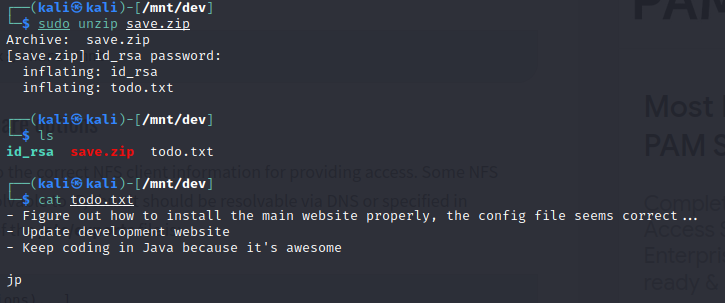 ┌──(kali㉿kali)-[/mnt/dev]
└─$ sudo unzip save.zip
Archive:  save.zip
[save.zip] id_rsa password:
  inflating: id_rsa
  inflating: todo.txt
┌──(kali㉿kali)-[/mnt/dev]
└─$ ls
id_rsa  save.zip  todo.txt
┌──(kali㉿kali)-[/mnt/dev]
└─$ cat todo.txt
- Figure out how to install the main website properly, the config file seems correct...
- Update development website
- Keep coding in Java because it's awesome
jp
PAM
Most
PAM S
Comple
Access
Enterpri
ready &